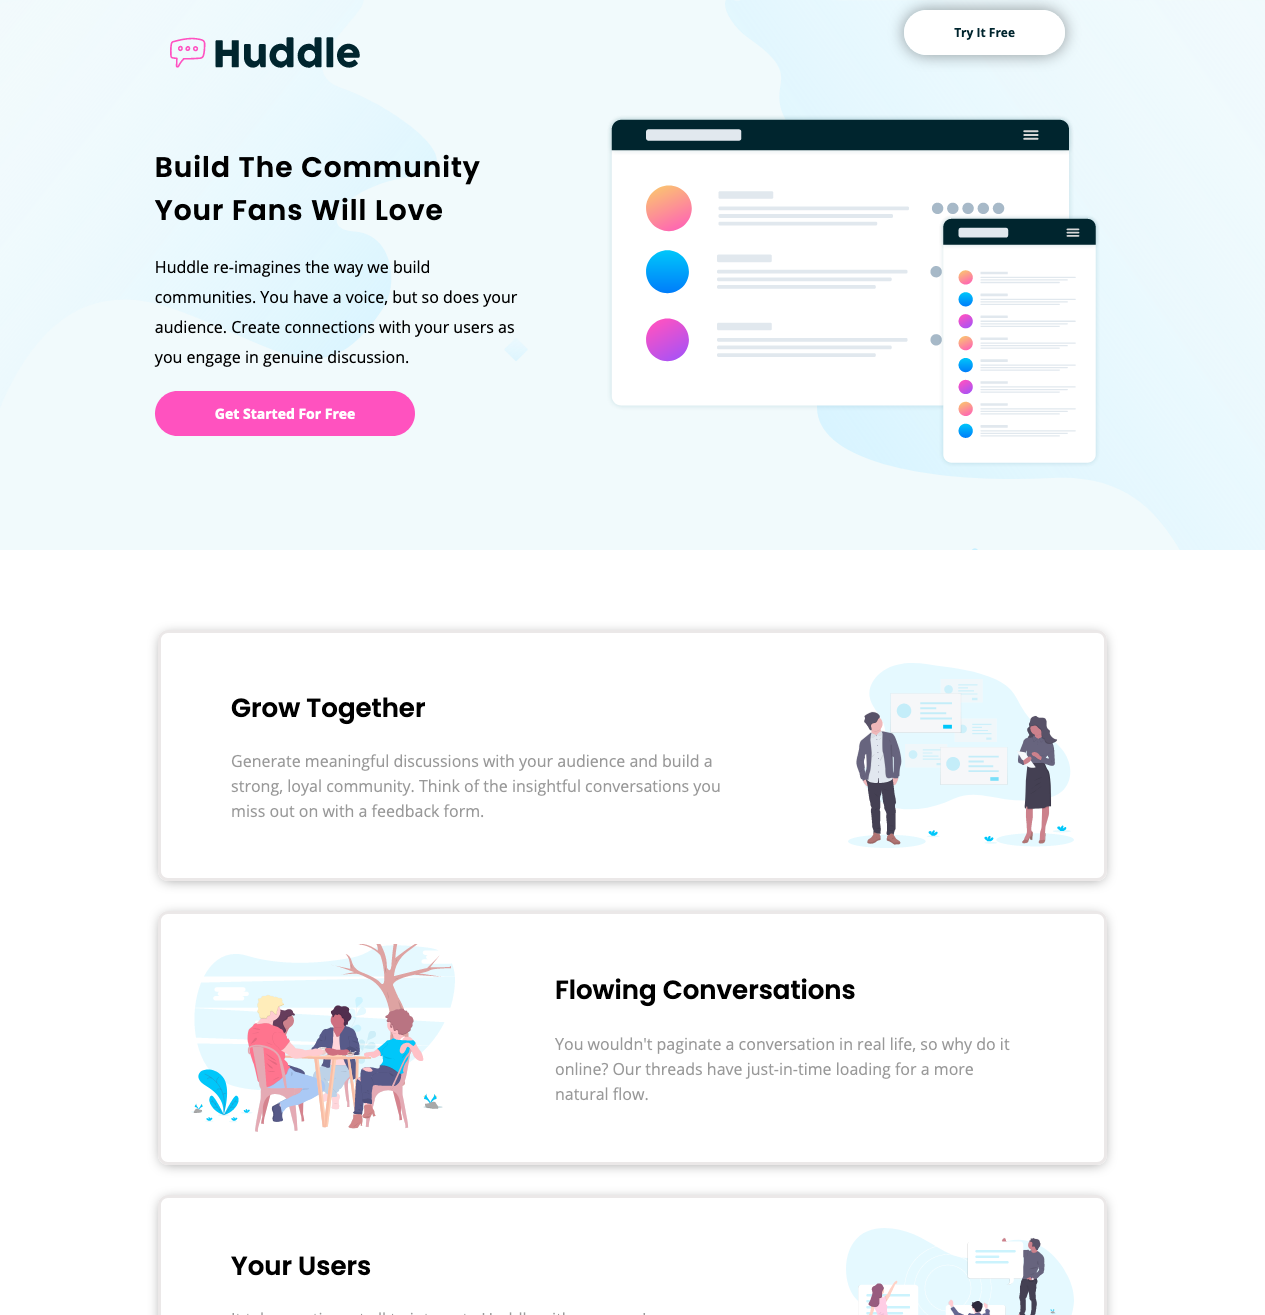 Huddle
Try It Free
Build The Community
Your Fans Will Love
Huddle re-imagines the way we build
communities. You have a voice, but so does your
audience. Create connections with your users as
you engage in genuine discussion.
Get Started For Free
Grow Together
Generate meaningful discussions with your audience and build a
strong, loyal community. Think of the insightful conversations you
miss out on with a feedback form.
Flowing Conversations
You wouldn't paginate a conversation in real life, so why do it
online? Our threads have just-in-time loading for a more
natural flow.
Your Users